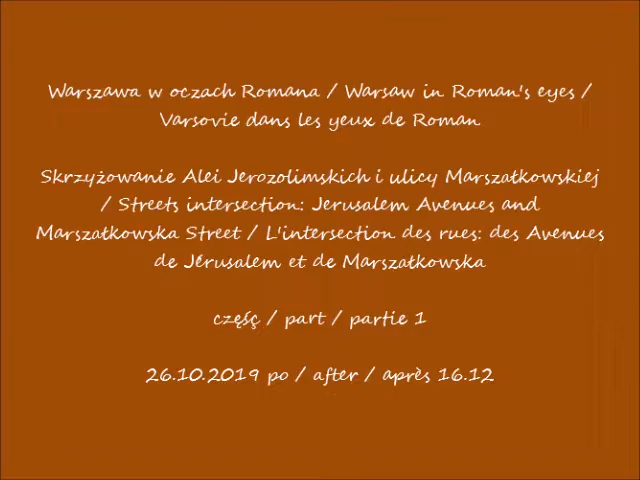 Warszawa w oczach Romana / Warsaw in Roman's eyes /
Varsovie dans les yeux de Roman
Skrzyżowanie Alei Jerozolimskich i ulicy Marszałkowskiej
/ Streets intersection: Jerusalem Avenues and
Marszałkowska Street / L'intersection des rues: des Avenues
de Jérusalem et de Marszałkowska
część / part / partie 1
26.10.2019 po / after / après 16.12